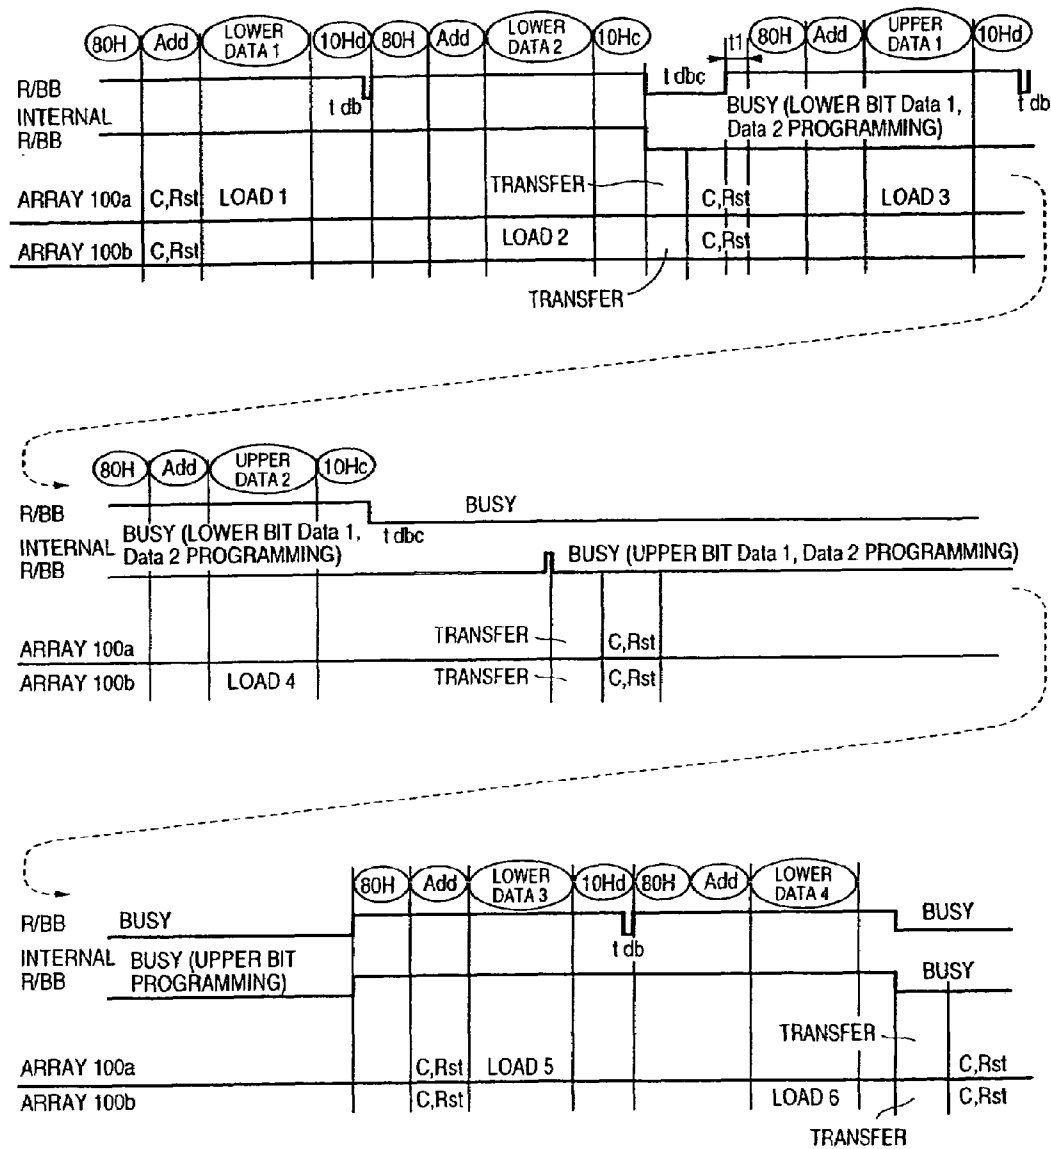 80H Add LOWER DATA 1 10Hd 80H Add LOWER DATA 2 10Hc t1 80H Add UPPER DATA 1 10Hd
R/BB t db t dbc t db
INTERNAL R/BB BUSY (LOWER BIT Data 1, Data 2 PROGRAMMING)
TRANSFER
ARRAY 100a C,Rst LOAD 1 C,Rst LOAD 3
ARRAY 100b C,Rst LOAD 2 C,Rst
TRANSFER
80H Add UPPER DATA 2 10Hc
R/BB BUSY
t dbc
INTERNAL R/BB BUSY (LOWER BIT Data 1, Data 2 PROGRAMMING) BUSY (UPPER BIT Data 1, Data 2 PROGRAMMING)
ARRAY 100a TRANSFER C,Rst
ARRAY 100b LOAD 4 TRANSFER C,Rst
80H Add LOWER DATA 3 10Hd 80H Add LOWER DATA 4
R/BB BUSY BUSY
t db
INTERNAL R/BB BUSY (UPPER BIT PROGRAMMING) BUSY
TRANSFER
ARRAY 100a C,Rst LOAD 5 C,Rst
ARRAY 100b C,Rst LOAD 6 C,Rst
TRANSFER